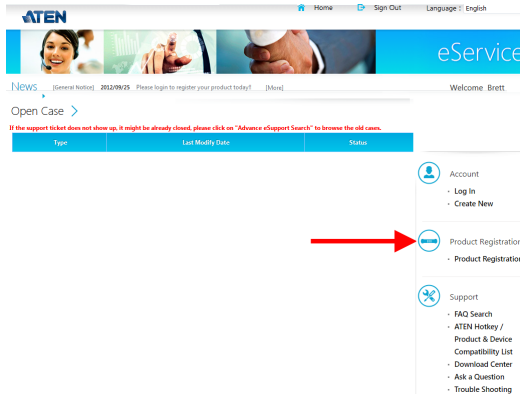 ATEN
Home
Sign Out
Language : English
eService
News
[General Notice] 2012/09/25 Please login to register your product today!! [More]
Welcome Brett
Open Case
If the support ticket does not show up, it might be already closed, please click on "Advance eSupport Search" to browse the old cases.
Type Last Modify Date Status
Account
Log In
Create New
Product Registration
Product Registration
Support
FAQ Search
ATEN Hotkey /
Product & Device
Compatibility List
Download Center
Ask a Question
Trouble Shooting